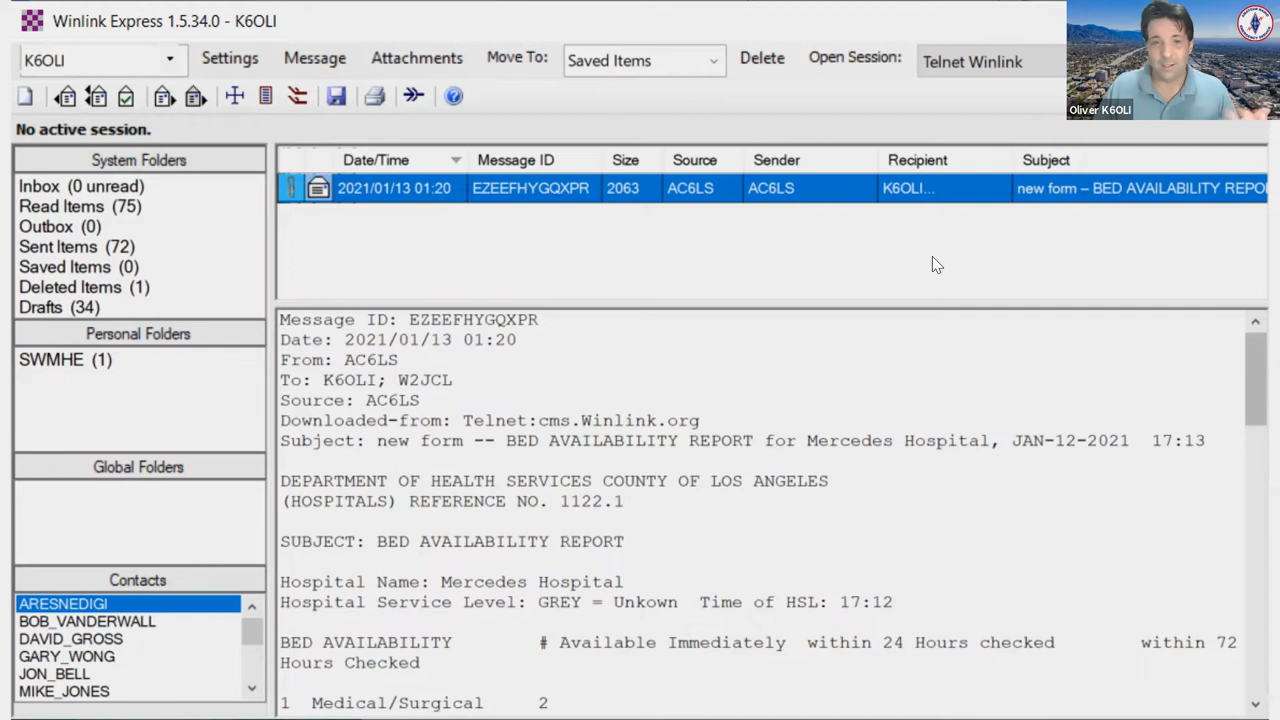 Winlink Express 1.5.34.0 - K6OLI
K6OLI Settings Message Attachments Move To: Saved Items Delete Open Session: Telnet Winlink
Oliver K6OLI
No active session.
System Folders
Inbox (0 unread)
Read Items (75)
Outbox (0)
Sent Items (72)
Saved Items (0)
Deleted Items (1)
Drafts (34)
Personal Folders
SWMHE (1)
Global Folders
Contacts
ARESNEDIGI
BOB_VANDERWALL
DAVID_GROSS
GARY_WONG
JON_BELL
MIKE_JONES
Date/Time Message ID Size Source Sender Recipient Subject
2021/01/13 01:20 EZEEFHYGQXPR 2063 AC6LS AC6LS K6OLI... new form – BED AVAILABILITY REPO
Message ID: EZEEFHYGQXPR
Date: 2021/01/13 01:20
From: AC6LS
To: K6OLI; W2JCL
Source: AC6LS
Downloaded-from: Telnet:cms.Winlink.org
Subject: new form -- BED AVAILABILITY REPORT for Mercedes Hospital, JAN-12-2021 17:13
DEPARTMENT OF HEALTH SERVICES COUNTY OF LOS ANGELES
(HOSPITALS) REFERENCE NO. 1122.1
SUBJECT: BED AVAILABILITY REPORT
Hospital Name: Mercedes Hospital
Hospital Service Level: GREY = Unkown Time of HSL: 17:12
BED AVAILABILITY # Available Immediately within 24 Hours checked within 72
Hours Checked
1 Medical/Surgical 2